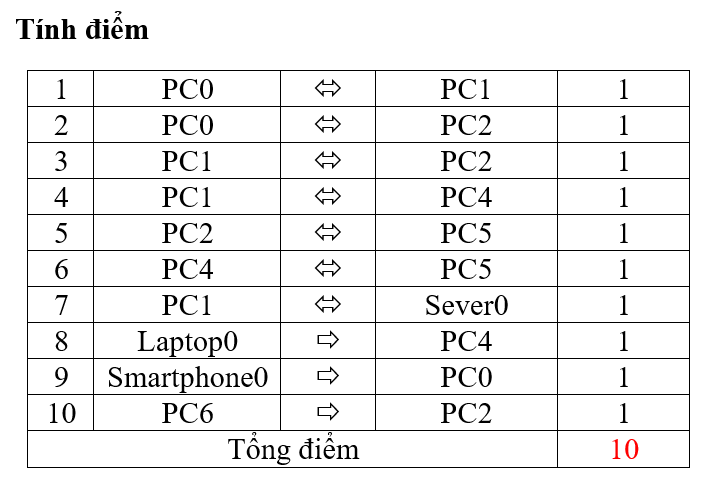 Tính điểm
1 PC0 ⬄ PC1 1
2 PC0 ⬄ PC2 1
3 PC1 ⬄ PC2 1
4 PC1 ⬄ PC4 1
5 PC2 ⬄ PC5 1
6 PC4 ⬄ PC5 1
7 PC1 ⬄ Sever0 1
8 Laptop0 ⇨ PC4 1
9 Smartphone0 ⇨ PC0 1
10 PC6 ⇨ PC2 1
Tổng điểm 10